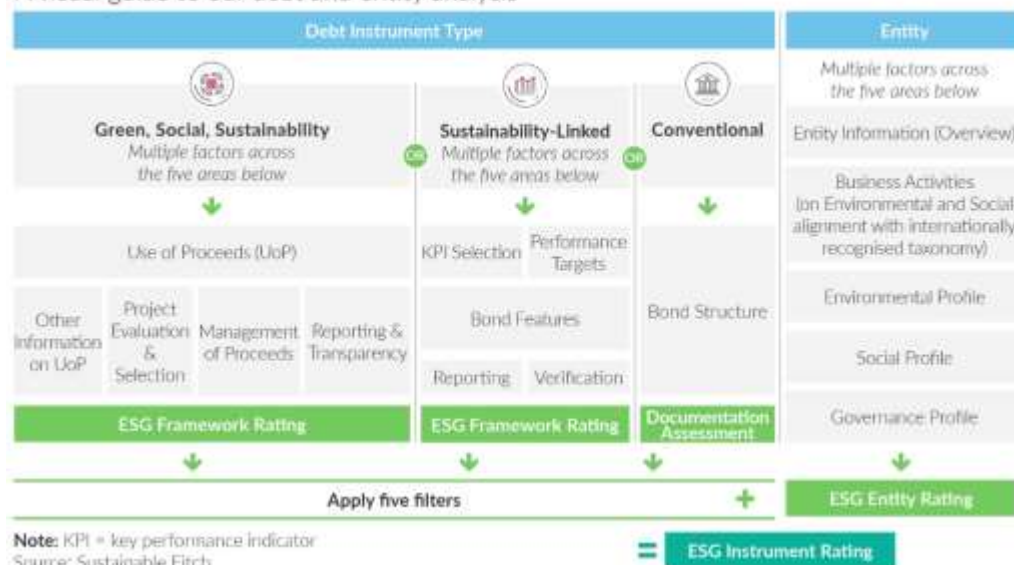 Debt Instrument Type
Entity
Green, Social, Sustainability
Multiple factors across
the five areas below
OR
Sustainability-Linked
Multiple factors across
the five areas below
OR
Conventional
Use of Proceeds (UoP)
Other
Information
on UoP
Project
Evaluation
&
Selection
Management
of Proceeds
Reporting &
Transparency
KPI Selection
Performance
Targets
Bond Features
Reporting
Verification
Bond Structure
ESG Framework Rating
ESG Framework Rating
Documentation
Assessment
Multiple factors across
the five areas below
Entity Information (Overview)
Business Activities
(on Environmental and Social
alignment with internationally
recognised taxonomy)
Environmental Profile
Social Profile
Governance Profile
Apply five filters
+
ESG Entity Rating
Note: KPI = key performance indicator
Source: Sustainable Fitch
=
ESG Instrument Rating